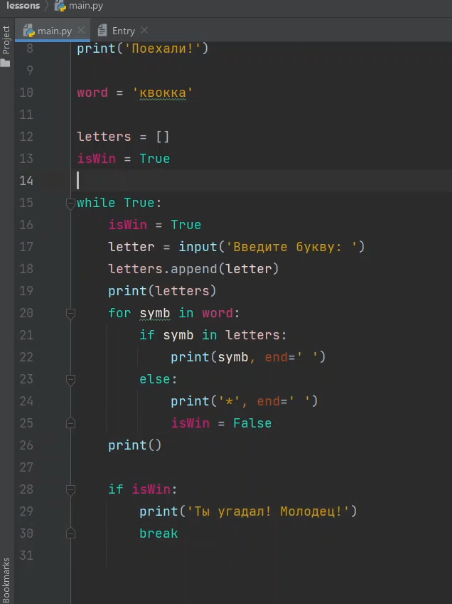 lessons main.py
main.py Entry
Project
8 print('Поехали!')
9
10 word = 'квокка'
11
12 letters = []
13 isWin = True
14
15 while True:
16 isWin = True
17 letter = input('Введите букву: ')
18 letters.append(letter)
19 print(letters)
20 for symb in word:
21 if symb in letters:
22 print(symb, end=' ')
23 else:
24 print('*', end=' ')
25 isWin = False
26 print()
27
28 if isWin:
29 print('Ты угадал! Молодец!')
30 break
31
Bookmarks